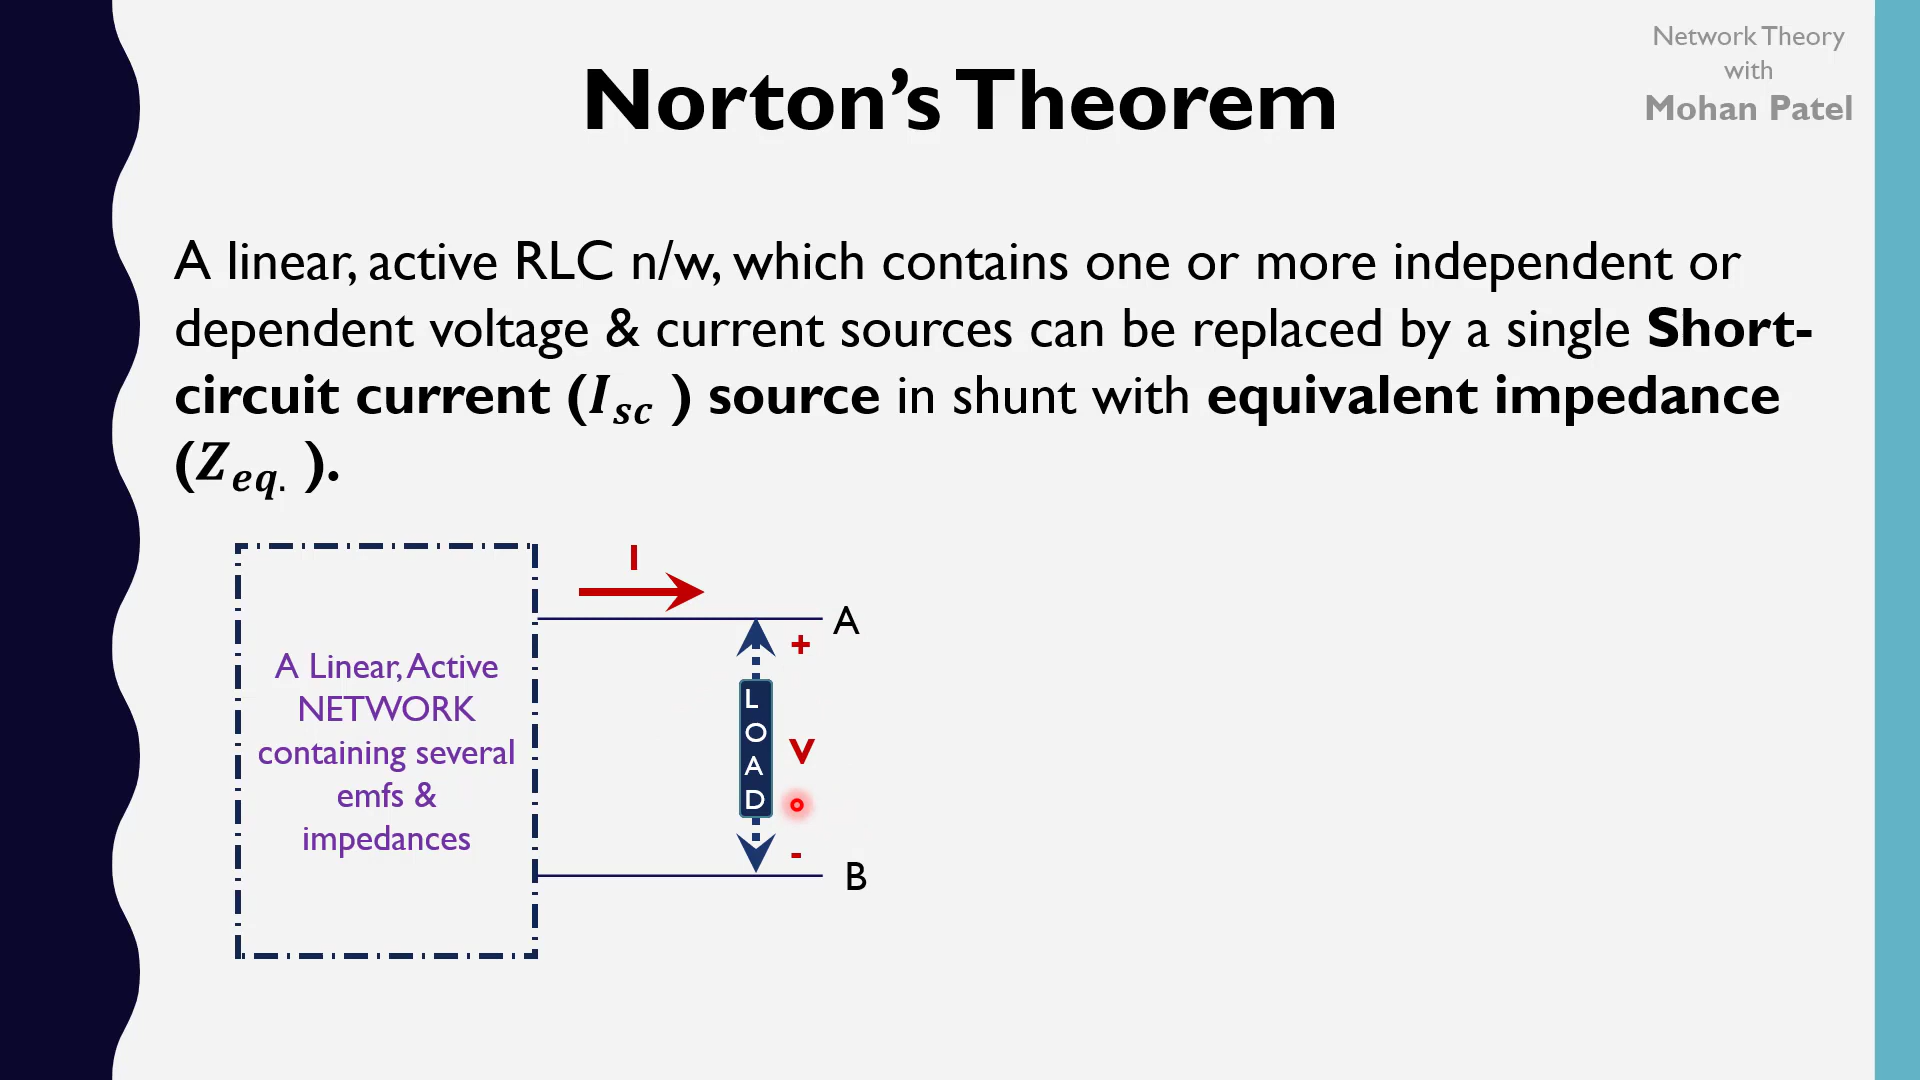 Network Theory
with
Mohan Patel
Norton’s Theorem
A linear, active RLC n/w, which contains one or more independent or
dependent voltage & current sources can be replaced by a single Short-
circuit current (I_sc ) source in shunt with equivalent impedance
(Z_eq. ).
I
A
+
A Linear, Active
NETWORK
containing several
emfs &
impedances
L
O
A
D
V
-
B